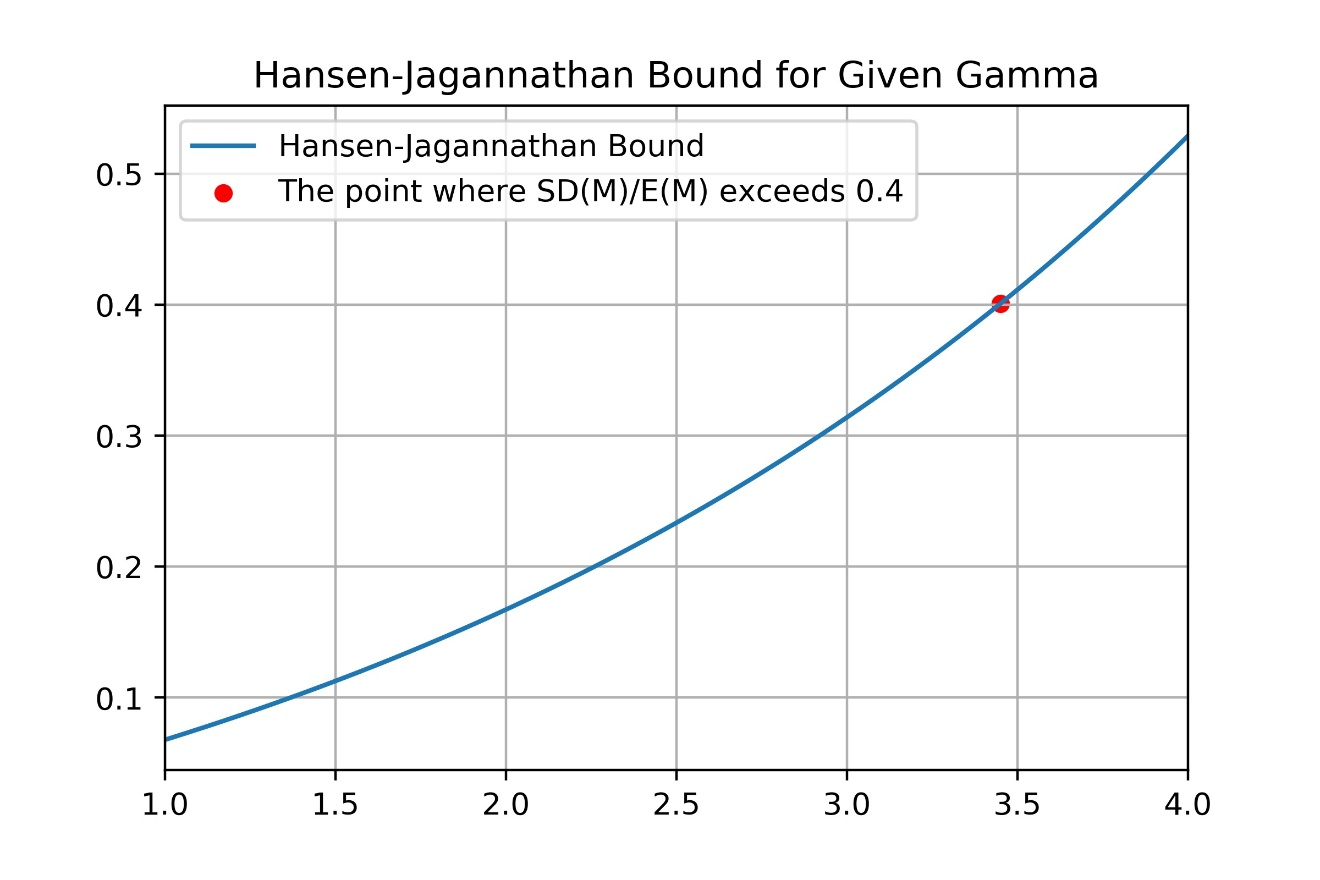 Hansen-Jagannathan Bound for Given Gamma
Hansen-Jagannathan Bound
The point where SD(M)/E(M) exceeds 0.4
0.5
0.4
0.3
0.2
0.1
1.0 1.5 2.0 2.5 3.0 3.5 4.0